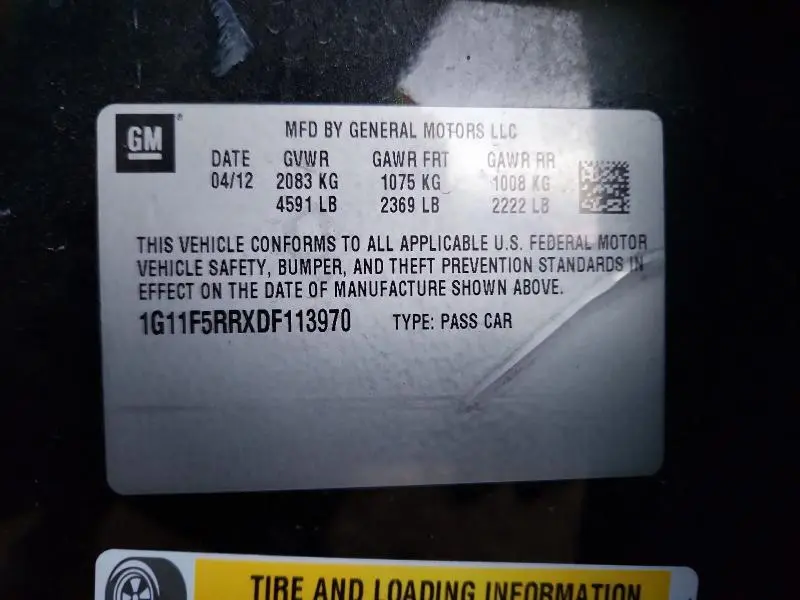 GM
MFD BY GENERAL MOTORS LLC
DATE GVWR GAWR FRT GAWR RR
04/12 2083 KG 1075 KG 1008 KG
4591 LB 2369 LB 2222 LB
THIS VEHICLE CONFORMS TO ALL APPLICABLE U.S. FEDERAL MOTOR
VEHICLE SAFETY, BUMPER, AND THEFT PREVENTION STANDARDS IN
EFFECT ON THE DATE OF MANUFACTURE SHOWN ABOVE.
1G11F5RRXDF113970 TYPE: PASS CAR
TIRE AND LOADING INFORMATION